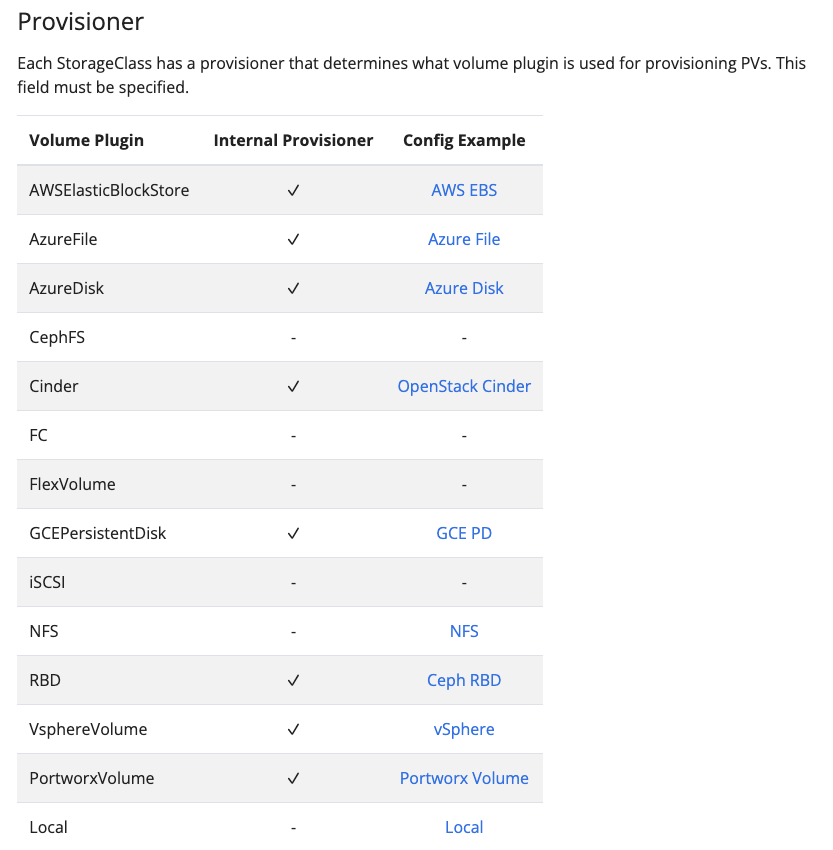 Provisioner
Each StorageClass has a provisioner that determines what volume plugin is used for provisioning PVs. This
field must be specified.
Volume Plugin Internal Provisioner Config Example
AWSElasticBlockStore ✓ AWS EBS
AzureFile ✓ Azure File
AzureDisk ✓ Azure Disk
CephFS - -
Cinder ✓ OpenStack Cinder
FC - -
FlexVolume - -
GCEPersistentDisk ✓ GCE PD
iSCSI - -
NFS - NFS
RBD ✓ Ceph RBD
VsphereVolume ✓ vSphere
PortworxVolume ✓ Portworx Volume
Local - Local